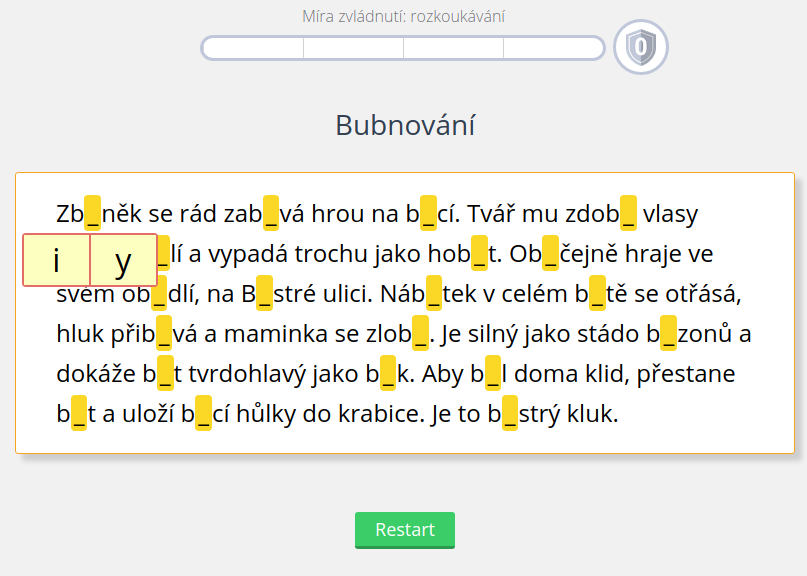 Míra zvládnutí: rozkoukávání
0
Bubnování
Zb_něk se rád zab_vá hrou na b_cí. Tvář mu zdob_ vlasy
_lí a vypadá trochu jako hob_t. Ob_čejně hraje ve
i y
svém ob_dlí, na B_stré ulici. Náb_tek v celém b_tě se otřásá,
hluk přib_vá a maminka se zlob_. Je silný jako stádo b_zonů a
dokáže b_t tvrdohlavý jako b_k. Aby b_l doma klid, přestane
b_t a uloží b_cí hůlky do krabice. Je to b_strý kluk.
Restart